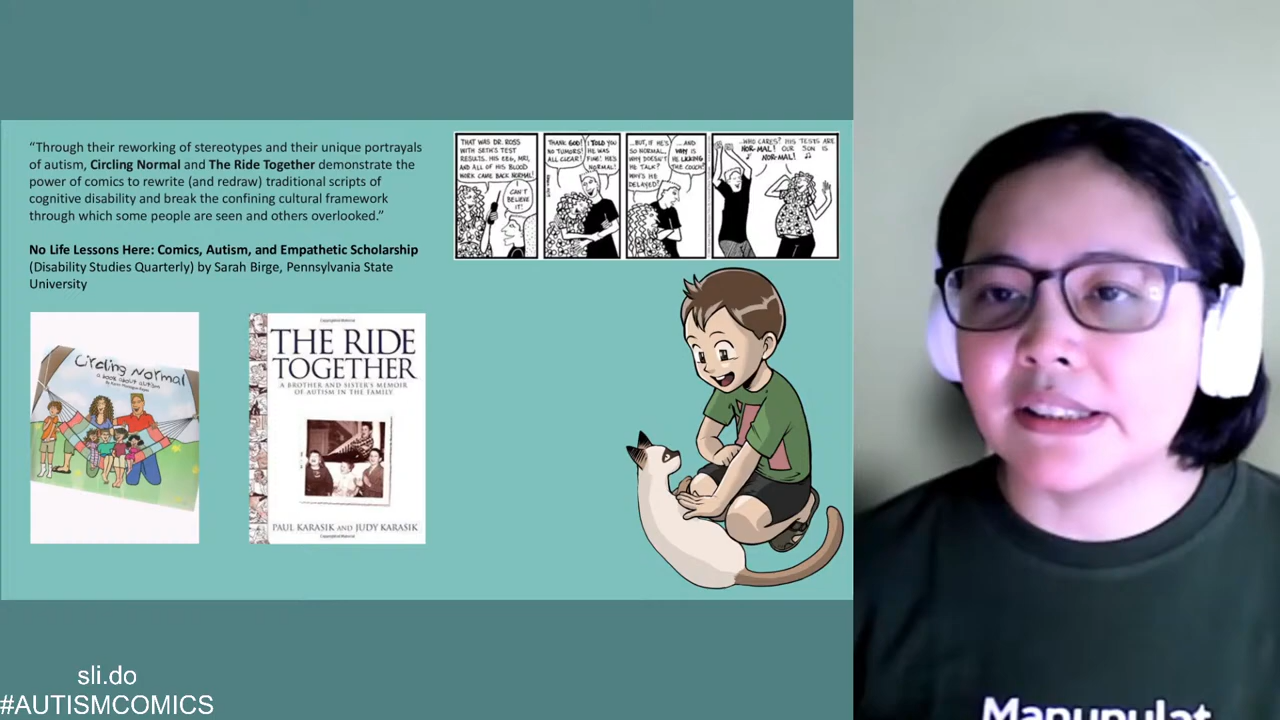 “Through their reworking of stereotypes and their unique portrayals
of autism, Circling Normal and The Ride Together demonstrate the
power of comics to rewrite (and redraw) traditional scripts of
cognitive disability and break the confining cultural framework
through which some people are seen and others overlooked.”
No Life Lessons Here: Comics, Autism, and Empathetic Scholarship
(Disability Studies Quarterly) by Sarah Birge, Pennsylvania State
University
THAT WAS DR. ROSS
WITH SETH'S TEST
RESULTS. HIS EEG, MRI,
AND ALL OF HIS BLOOD
WORK CAME BACK NORMAL!
I CAN'T
BELIEVE
IT!
THANK GOD!
NO TUMORS!
ALL CLEAR!
I TOLD YOU
HE WAS
FINE! HE'S
NORMAL!
...BUT, IF HE'S
SO NORMAL,
WHY DOESN'T
HE TALK?
WHY'S HE
DELAYED?
...AND
WHY IS
HE LICKING
THE COUCH?
...WHO CARES? HIS TESTS ARE
NOR-MAL! OUR SON IS
NOR-MAL!
Circling Normal
a book about autism
THE RIDE
TOGETHER
A BROTHER AND SISTER'S MEMOIR
OF AUTISM IN THE FAMILY
PAUL KARASIK AND JUDY KARASIK
sli.do
#AUTISMCOMICS
Manunulat